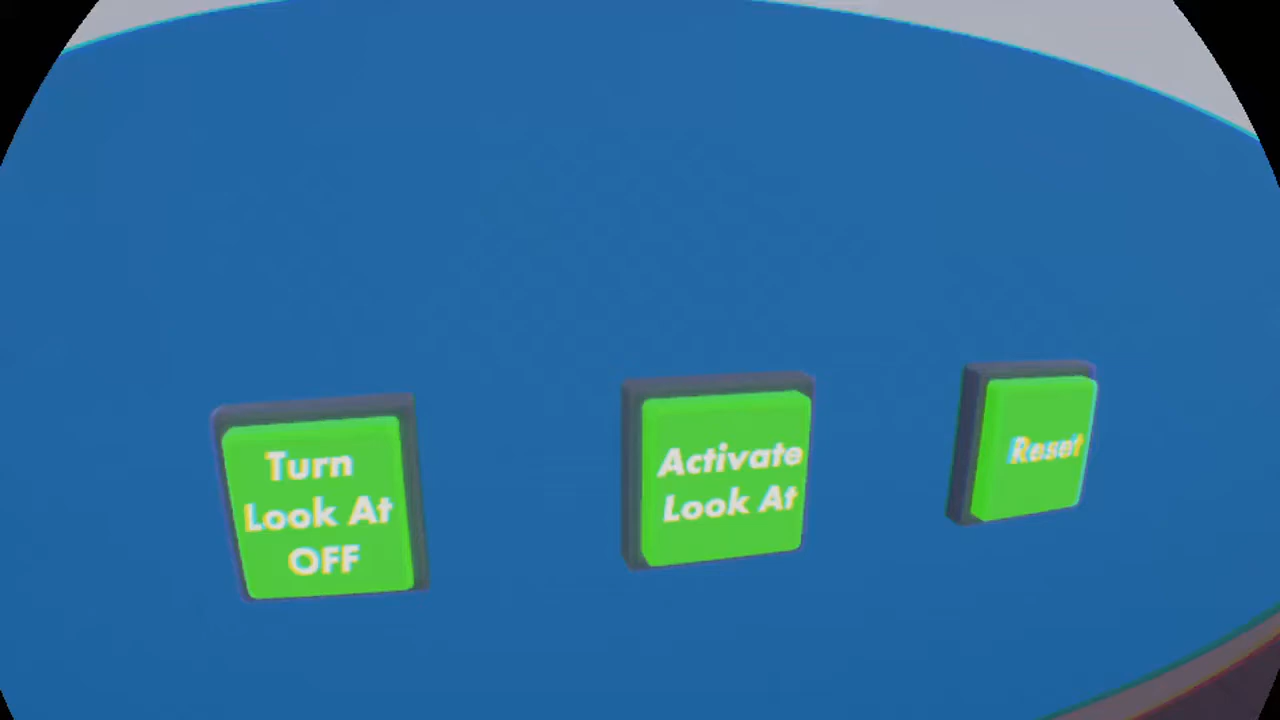 Turn
Look At
OFF
Activate
Look At
Reset